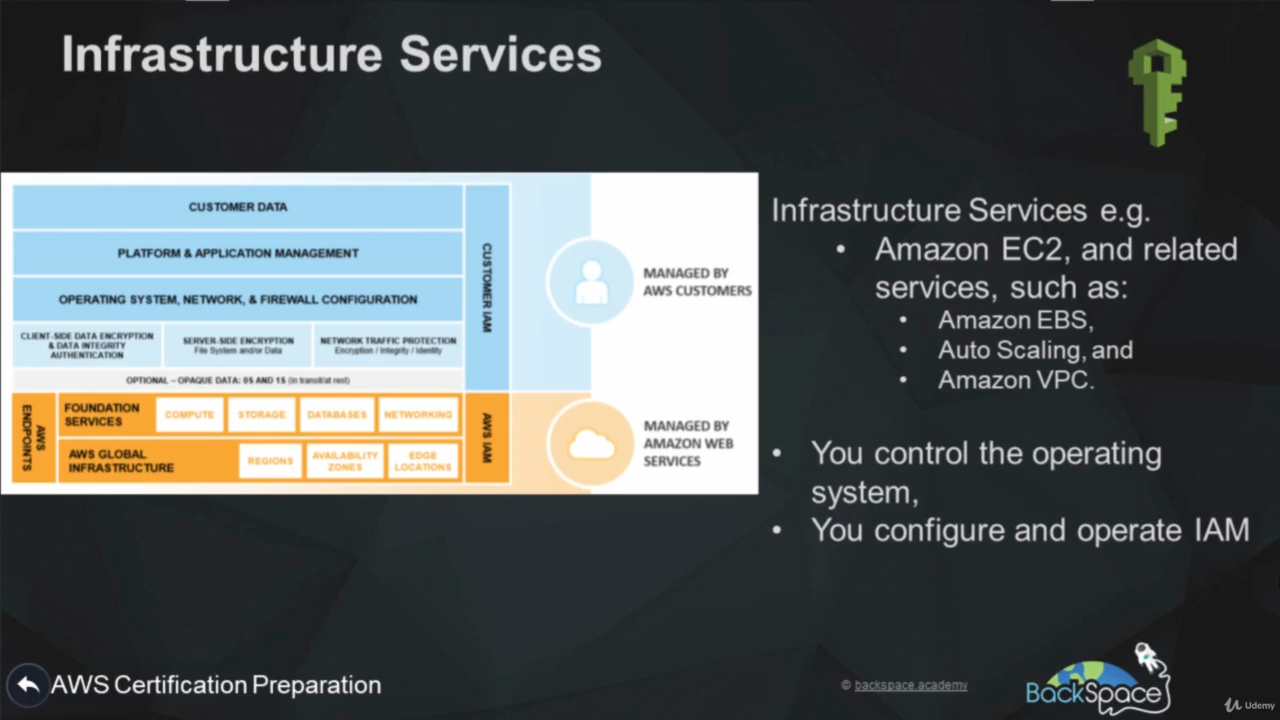 Infrastructure Services
CUSTOMER DATA
PLATFORM & APPLICATION MANAGEMENT
OPERATING SYSTEM, NETWORK, & FIREWALL CONFIGURATION
CLIENT-SIDE DATA ENCRYPTION
& DATA INTEGRITY
AUTHENTICATION
SERVER-SIDE ENCRYPTION
File System and/or Data
NETWORK TRAFFIC PROTECTION
Encryption / Integrity / Identity
OPTIONAL – OPAQUE DATA: 0S AND 1S (in transit/at rest)
CUSTOMER IAM
AWS
ENDPOINTS
FOUNDATION
SERVICES
COMPUTE
STORAGE
DATABASES
NETWORKING
AWS GLOBAL
INFRASTRUCTURE
REGIONS
AVAILABILITY
ZONES
EDGE
LOCATIONS
AWS IAM
MANAGED BY
AWS CUSTOMERS
MANAGED BY
AMAZON WEB
SERVICES
Infrastructure Services e.g.
• Amazon EC2, and related
services, such as:
• Amazon EBS,
• Auto Scaling, and
• Amazon VPC.
• You control the operating
system,
• You configure and operate IAM
AWS Certification Preparation
© backspace.academy
BackSpace
Udemy